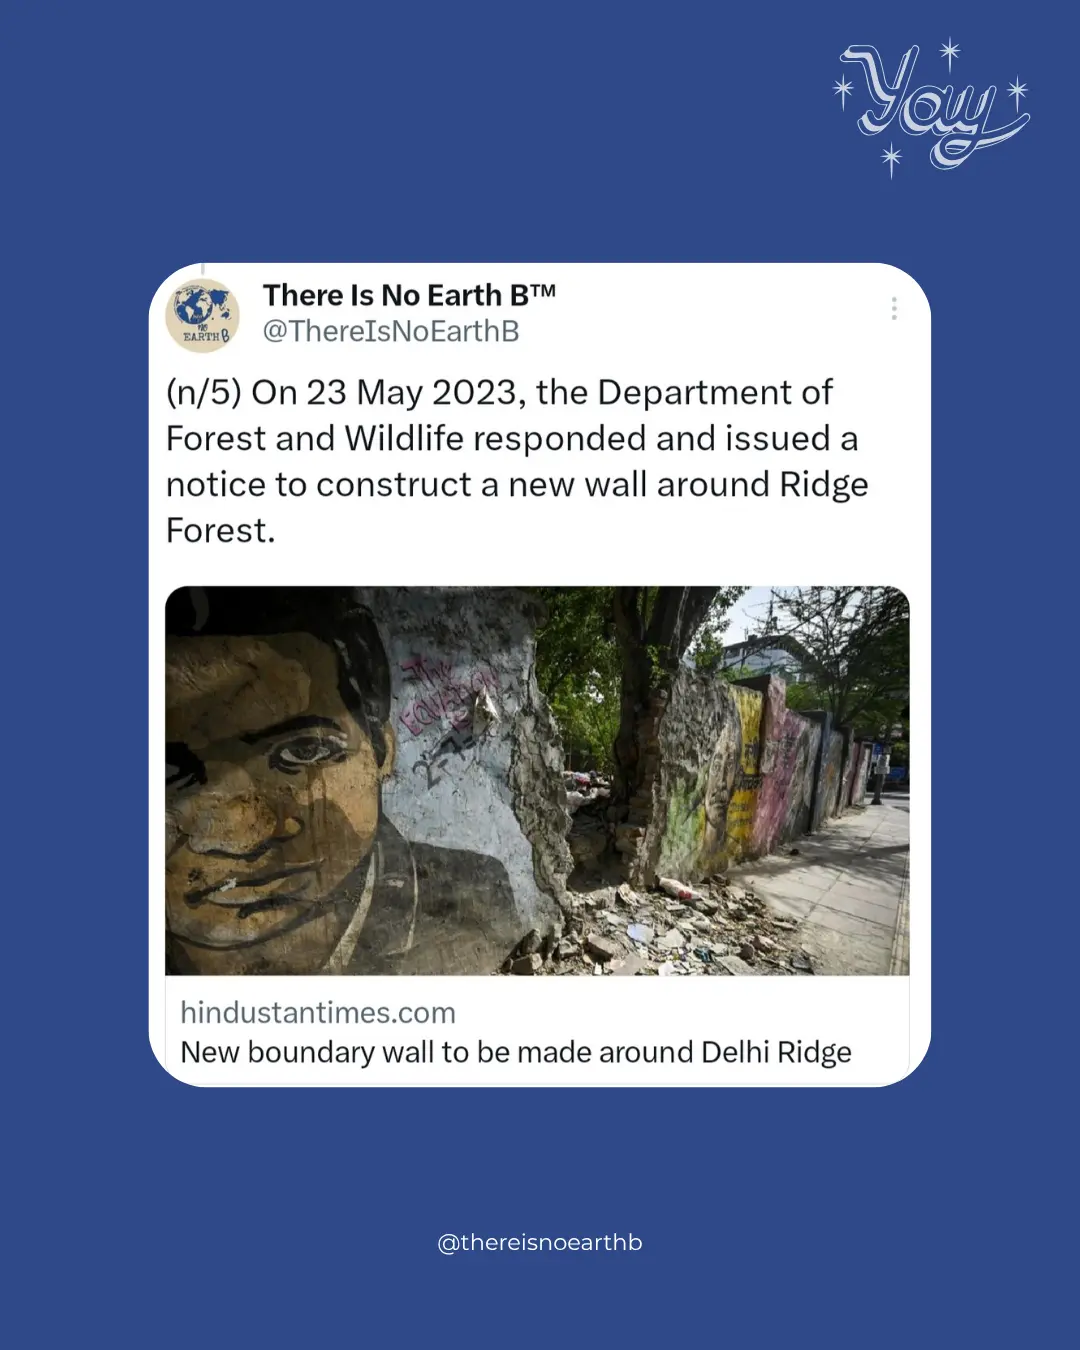 Yay
There Is No Earth B™
@ThereIsNoEarthB
NO
EARTH B
(n/5) On 23 May 2023, the Department of
Forest and Wildlife responded and issued a
notice to construct a new wall around Ridge
Forest.
hindustantimes.com
New boundary wall to be made around Delhi Ridge
@thereisnoearthb